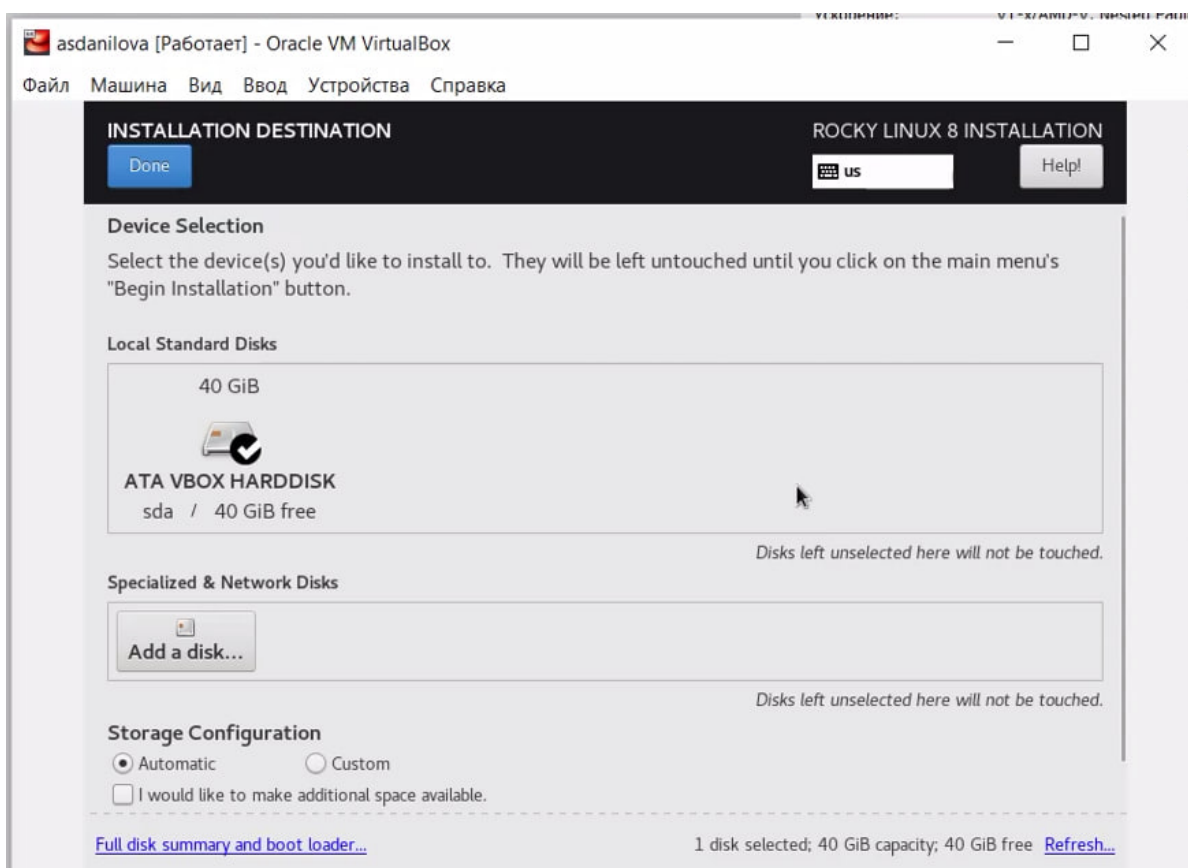 Ускорение: VT-x/AMD-V, Nested
asdanilova [Работает] - Oracle VM VirtualBox
Файл Машина Вид Ввод Устройства Справка
INSTALLATION DESTINATION
ROCKY LINUX 8 INSTALLATION
Done
us
Help!
Device Selection
Select the device(s) you'd like to install to. They will be left untouched until you click on the main menu's
"Begin Installation" button.
Local Standard Disks
40 GiB
ATA VBOX HARDDISK
sda / 40 GiB free
Disks left unselected here will not be touched.
Specialized & Network Disks
Add a disk...
Disks left unselected here will not be touched.
Storage Configuration
Automatic Custom
I would like to make additional space available.
Full disk summary and boot loader...
1 disk selected; 40 GiB capacity; 40 GiB free Refresh...